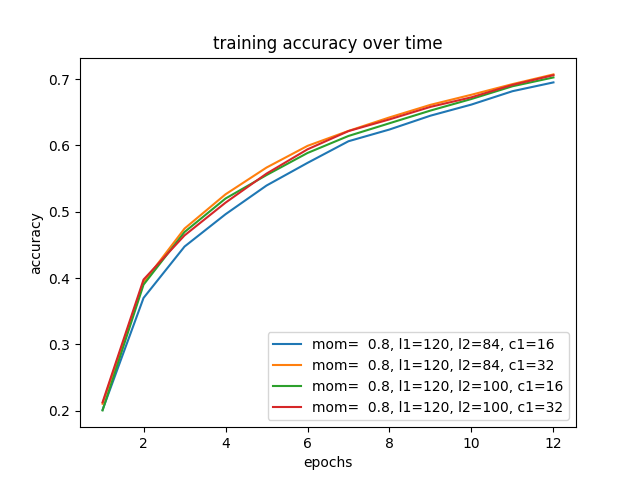 training accuracy over time
accuracy
0.7
0.6
0.5
0.4
0.3
0.2
mom=  0.8, l1=120, l2=84, c1=16
mom=  0.8, l1=120, l2=84, c1=32
mom=  0.8, l1=120, l2=100, c1=16
mom=  0.8, l1=120, l2=100, c1=32
2 4 6 8 10 12
epochs